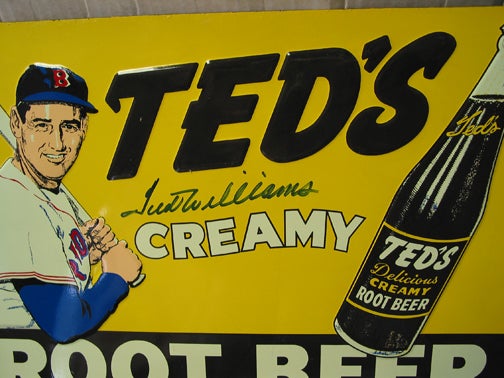 B
TED'S
Ted Williams
CREAMY
ROOT BEER
Ted's
TED'S
Delicious
CREAMY
ROOT BEER